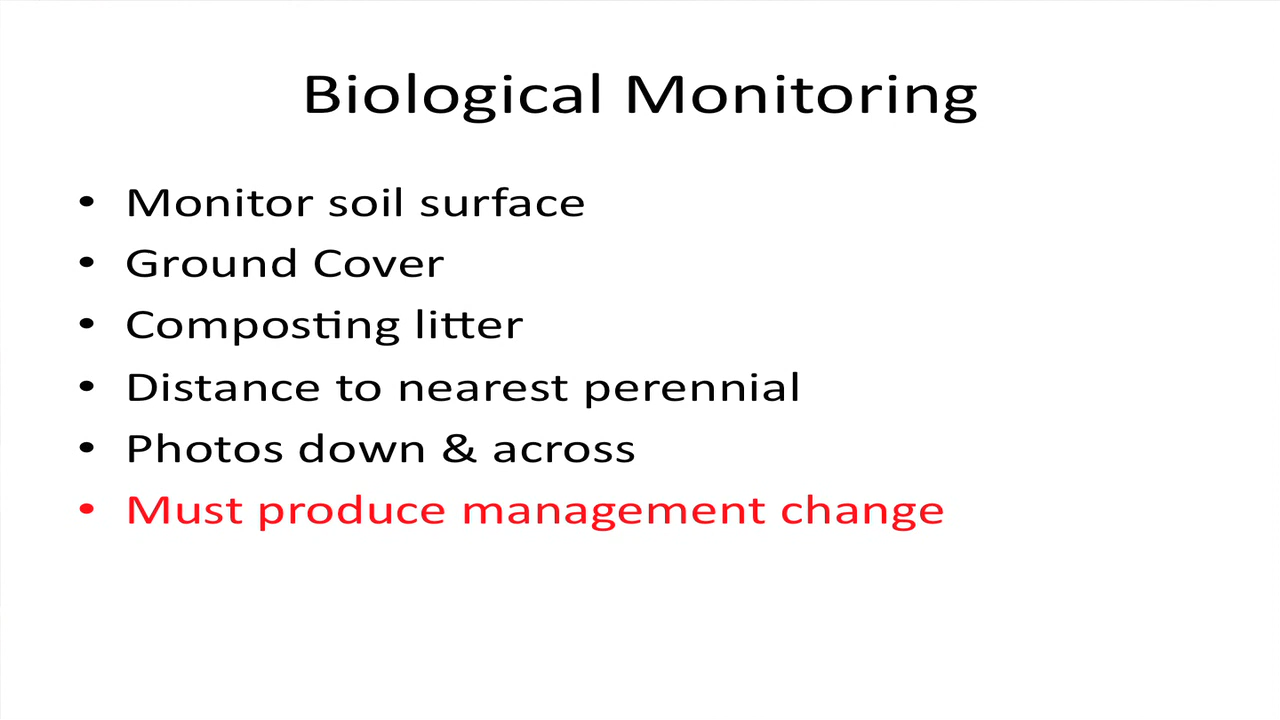 Biological Monitoring
• Monitor soil surface
• Ground Cover
• Composting litter
• Distance to nearest perennial
• Photos down & across
• Must produce management change